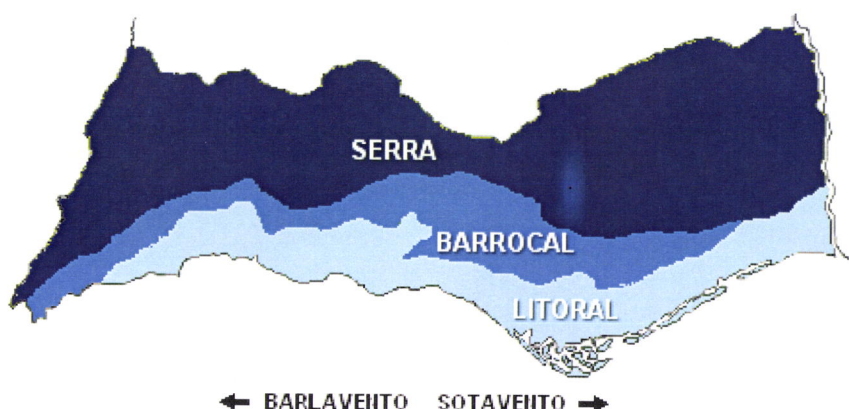 SERRA
BARROCAL
LITORAL
← BARLAVENTO SOTAVENTO →